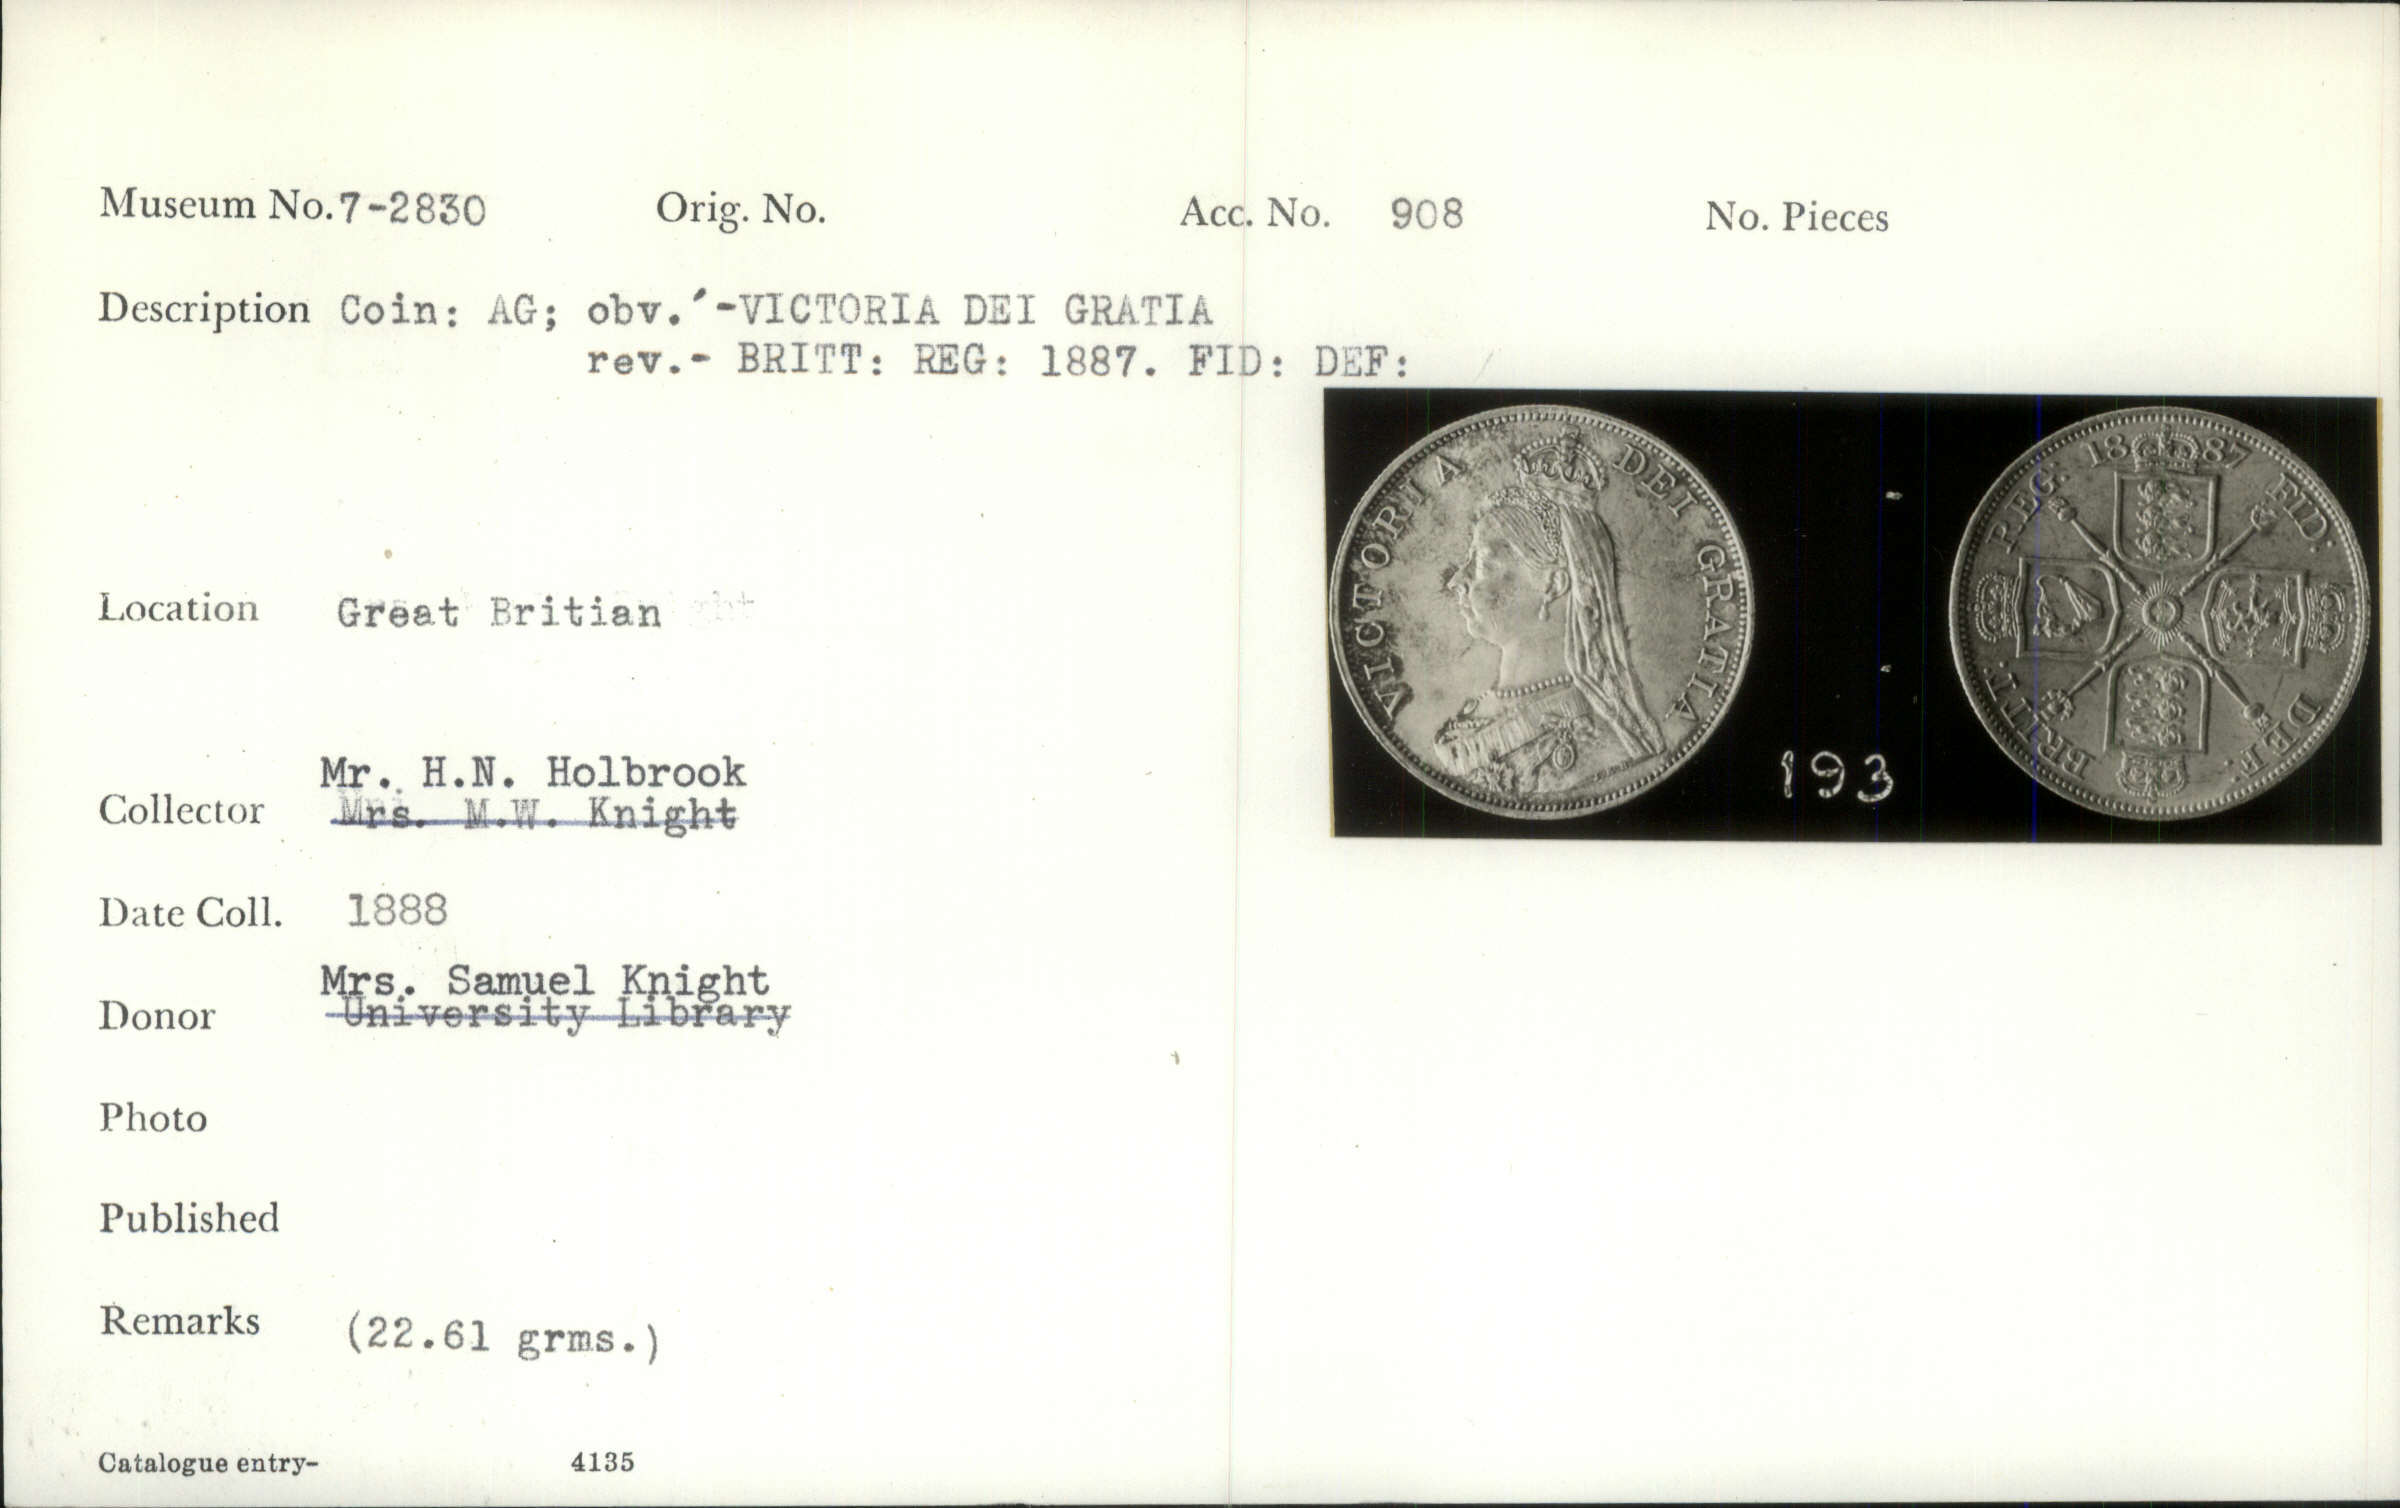 Museum No. 7-2830 Orig. No. Acc. No. 908 No. Pieces
Description Coin: AG; obv.'-VICTORIA DEI GRATIA
rev.- BRITT: REG: 1887. FID: DEF:
VICTORIA DEI GRATIA
193
BRITT: REG: 1887 FID: DEF:
Location Great Britian
Mr. H.N. Holbrook
Collector Mrs. M.W. Knight
Date Coll. 1888
Mrs. Samuel Knight
Donor University Library
Photo
Published
Remarks (22.61 grms.)
Catalogue entry- 4135